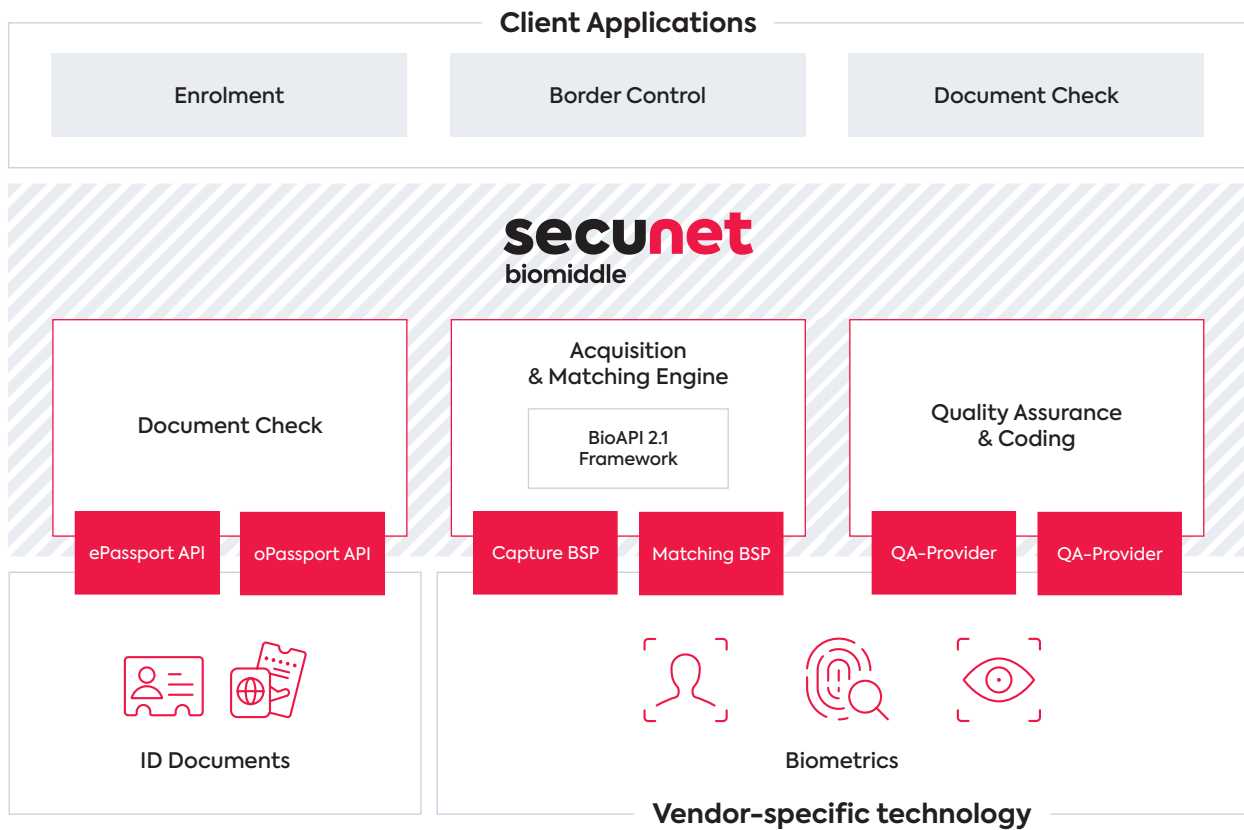 Client Applications
Enrolment
Border Control
Document Check
secunet
biomiddle
Document Check
Acquisition
& Matching Engine
BioAPI 2.1
Framework
Quality Assurance
& Coding
ePassport API
oPassport API
Capture BSP
Matching BSP
QA-Provider
QA-Provider
ID Documents
Biometrics
Vendor-specific technology